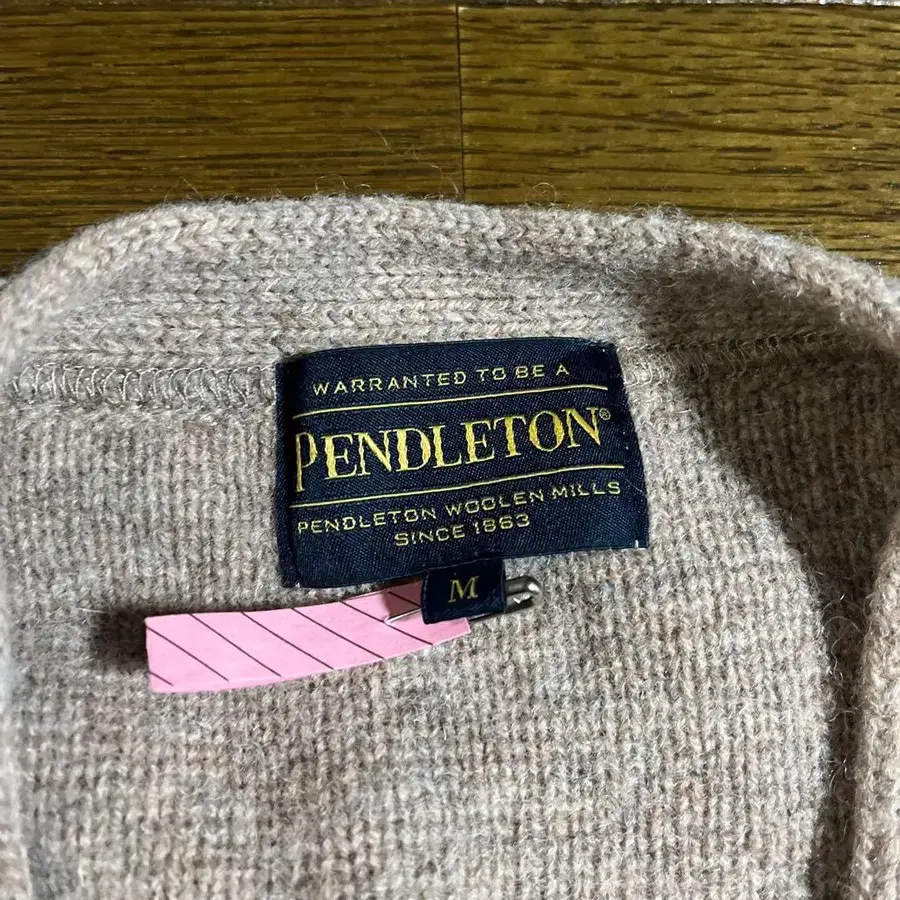 WARRANTED TO BE A
PENDLETON®
PENDLETON WOOLEN MILLS
SINCE 1863
M